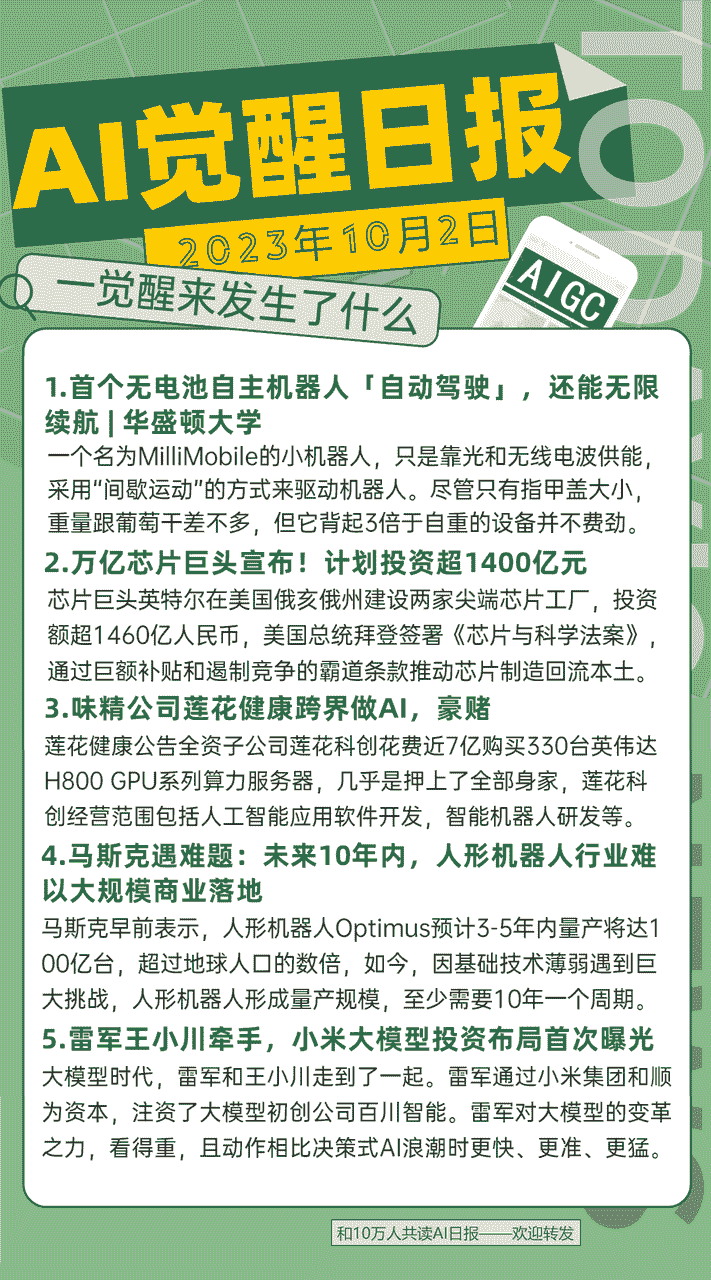 AI觉醒日报
2023年10月2日
一觉醒来发生了什么
AIGC
1.首个无电池自主机器人「自动驾驶」，还能无限
续航 | 华盛顿大学
一个名为MilliMobile的小机器人，只是靠光和无线电波供能，
采用“间歇运动”的方式来驱动机器人。尽管只有指甲盖大小，
重量跟葡萄干差不多，但它背起3倍于自重的设备并不费劲。
2.万亿芯片巨头宣布！计划投资超1400亿元
芯片巨头英特尔在美国俄亥俄州建设两家尖端芯片工厂，投资
额超1460亿人民币，美国总统拜登签署《芯片与科学法案》，
通过巨额补贴和遏制竞争的霸道条款推动芯片制造回流本土。
3.味精公司莲花健康跨界做AI，豪赌
莲花健康公告全资子公司莲花科创花费近7亿购买330台英伟达
H800 GPU系列算力服务器，几乎是押上了全部身家，莲花科
创经营范围包括人工智能应用软件开发，智能机器人研发等。
4.马斯克遇难题：未来10年内，人形机器人行业难
以大规模商业落地
马斯克早前表示，人形机器人Optimus预计3-5年内量产将达1
00亿台，超过地球人口的数倍，如今，因基础技术薄弱遇到巨
大挑战，人形机器人形成量产规模，至少需要10年一个周期。
5.雷军王小川牵手，小米大模型投资布局首次曝光
大模型时代，雷军和王小川走到了一起。雷军通过小米集团和顺
为资本，注资了大模型初创公司百川智能。雷军对大模型的变革
之力，看得重，且动作相比决策式AI浪潮时更快、更准、更猛。
和10万人共读AI日报——欢迎转发